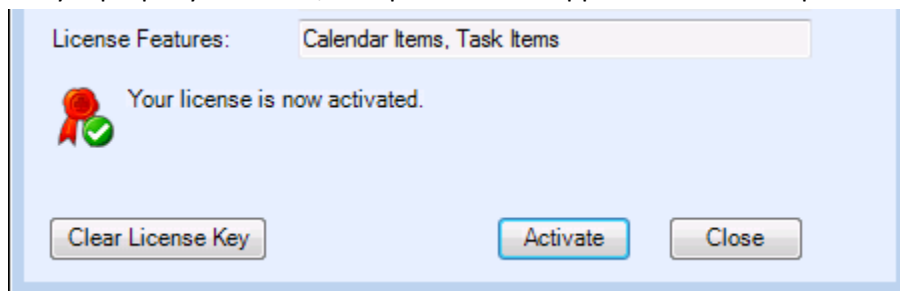 License Features: Calendar Items, Task Items
Your license is now activated.
Clear License Key Activate Close